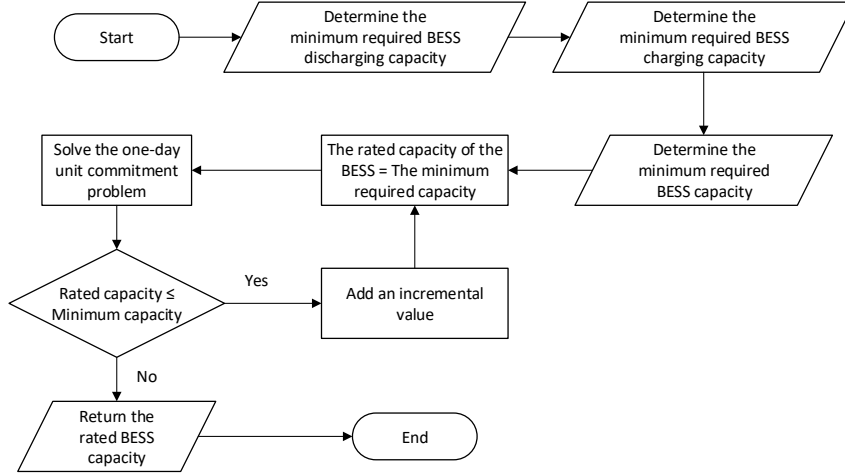 Start
Determine the
minimum required BESS
discharging capacity
Determine the
minimum required BESS
charging capacity
Determine the
minimum required
BESS capacity
The rated capacity of the
BESS = The minimum
required capacity
Solve the one-day
unit commitment
problem
Rated capacity ≤
Minimum capacity
Yes
Add an incremental
value
No
Return the
rated BESS
capacity
End